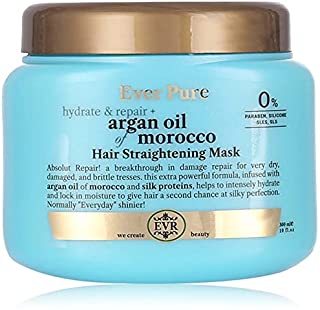 Ever Pure
hydrate & repair +
argan oil
of morocco
Hair Straightening Mask
0%
PARABEN, SILICONE
SLES, SLS
Absolut Repair! a breakthrough in damage repair for very dry,
damaged, and brittle tresses. this extra powerful formula, infused with
argan oil of morocco and silk proteins, helps to intensely hydrate
and lock in moisture to give hair a second chance at silky perfection.
Normally "Everyday" shinier!
we create
EVR
beauty